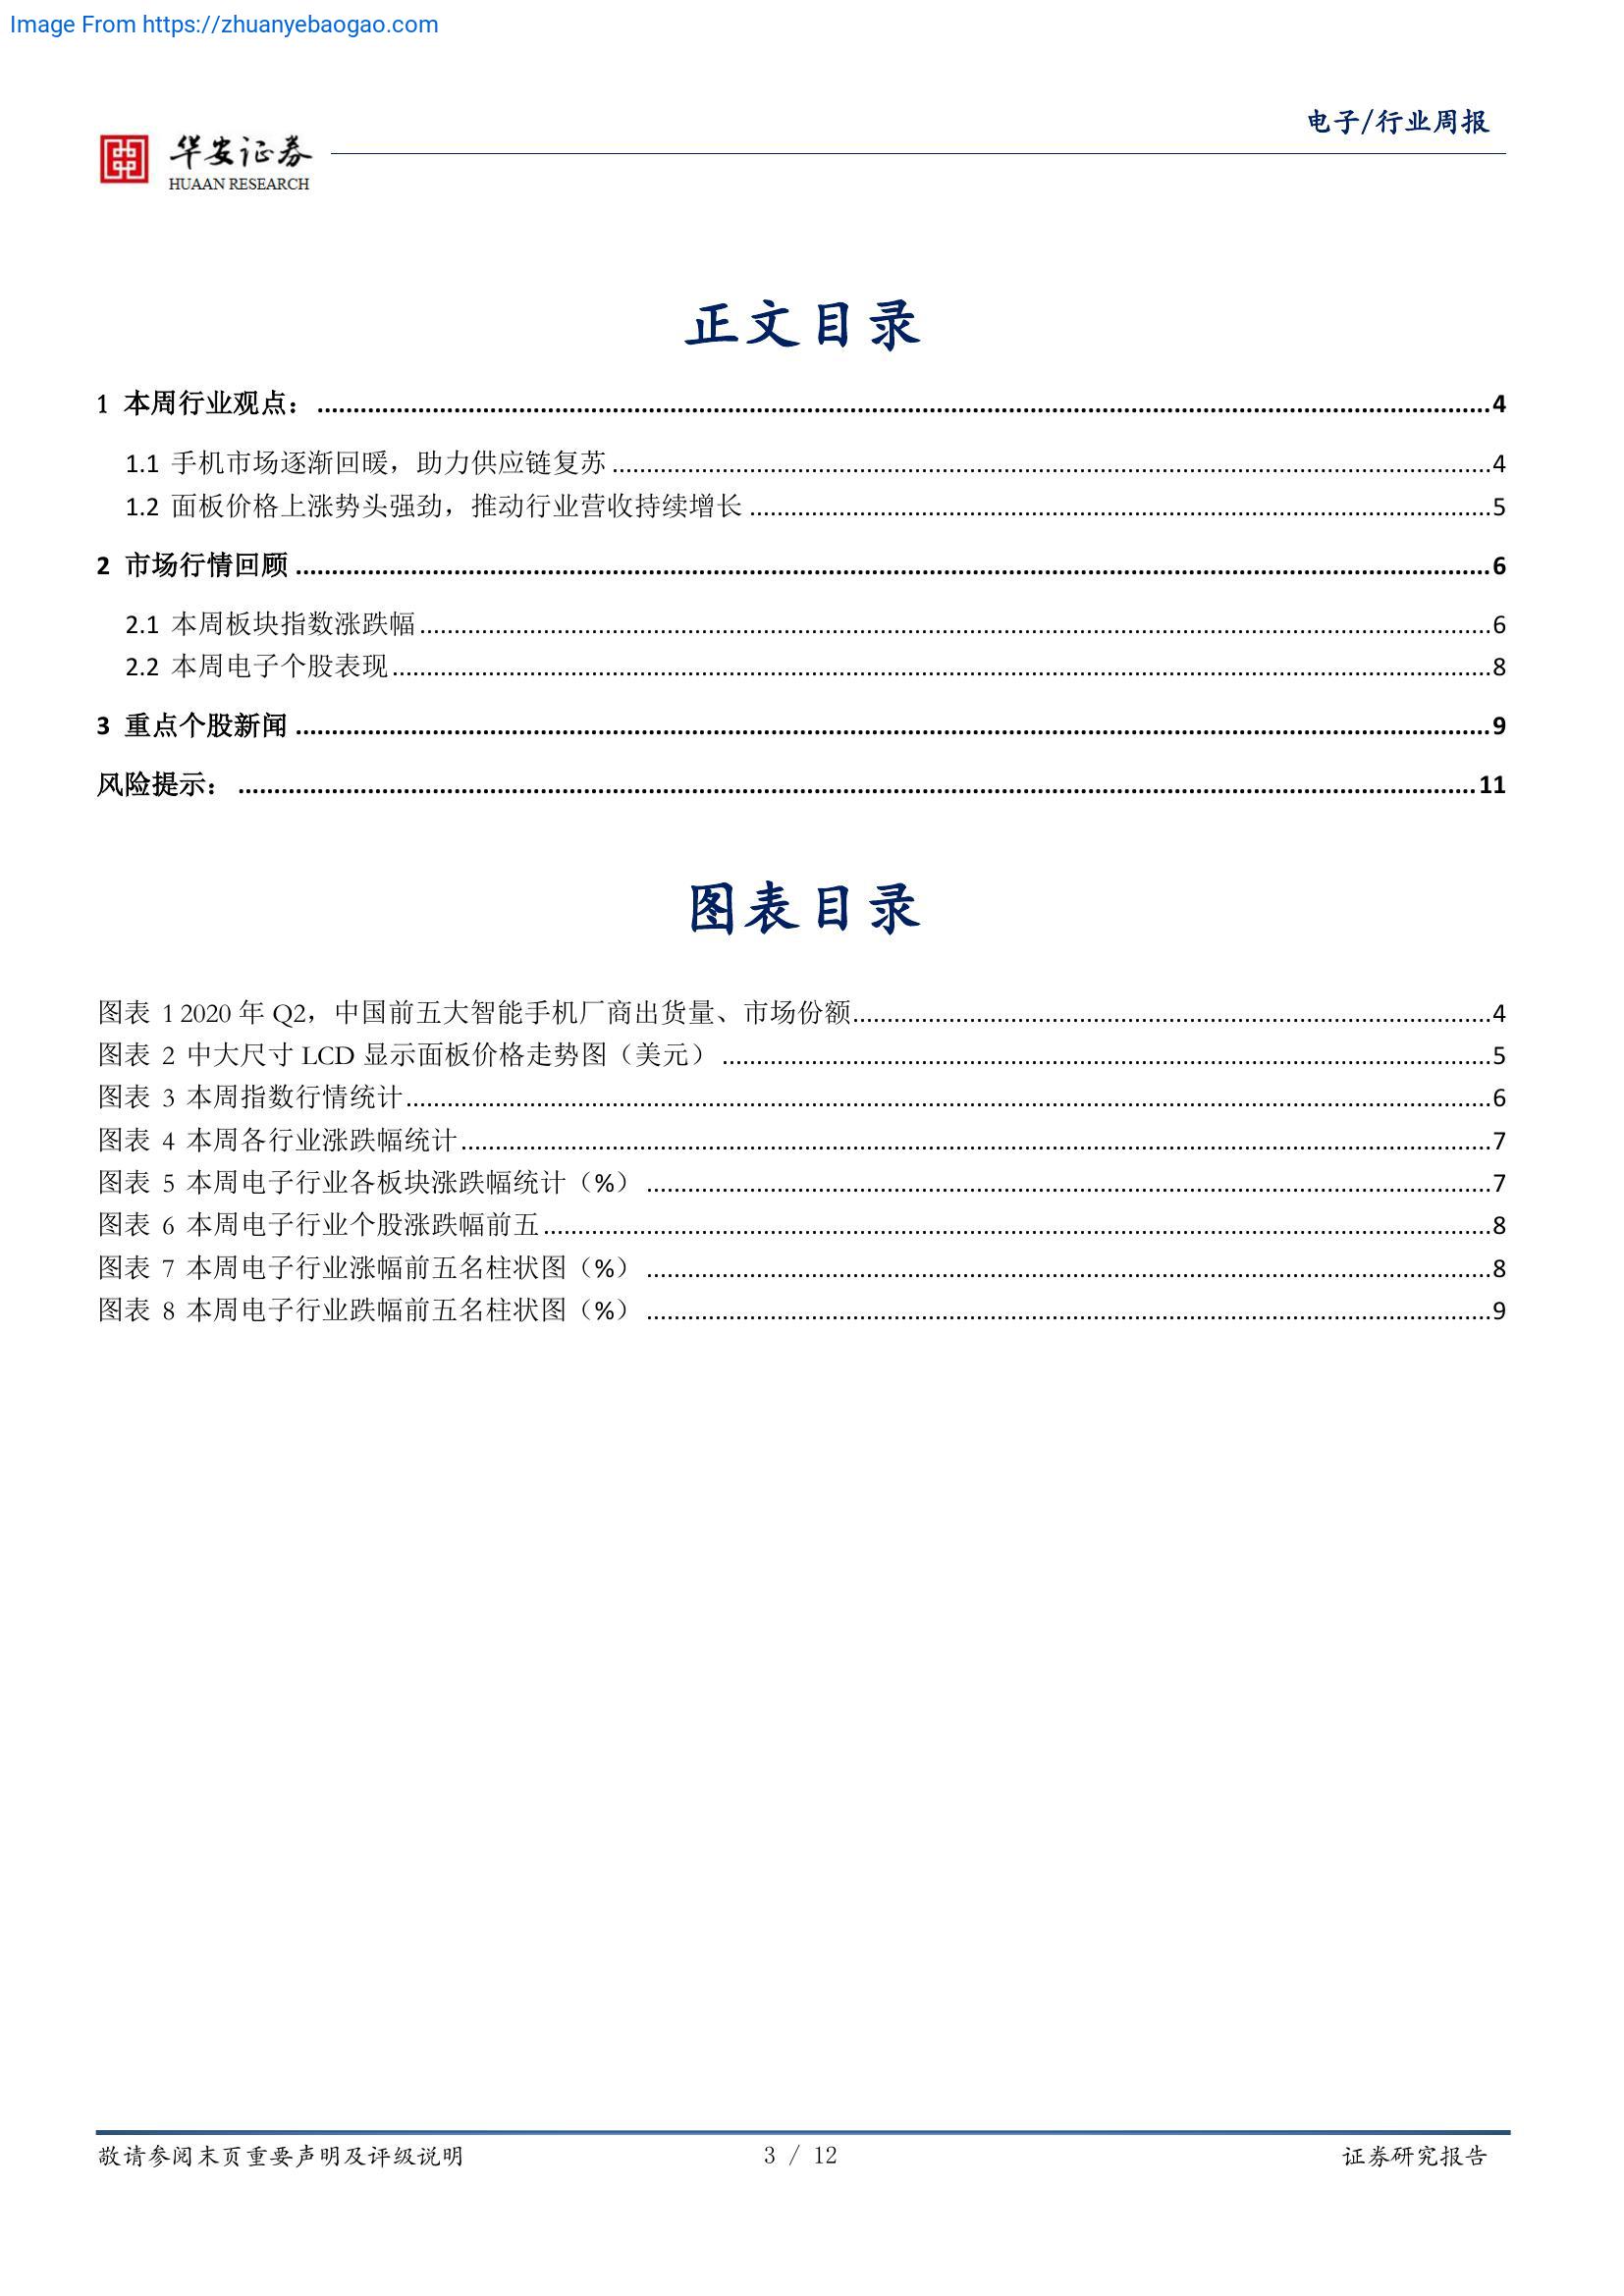 Image From https://zhuanyebaogao.com
电子/行业周报
华安证券
HUAAN RESEARCH
正文目录
1 本周行业观点：........................4
1.1 手机市场逐渐回暖，助力供应链复苏........................4
1.2 面板价格上涨势头强劲，推动行业营收持续增长........................5
2 市场行情回顾........................6
2.1 本周板块指数涨跌幅........................6
2.2 本周电子个股表现........................8
3 重点个股新闻........................9
风险提示：........................11
图表目录
图表 1 2020 年 Q2，中国前五大智能手机厂商出货量、市场份额........................4
图表 2 中大尺寸 LCD 显示面板价格走势图（美元）........................5
图表 3 本周指数行情统计........................6
图表 4 本周各行业涨跌幅统计........................7
图表 5 本周电子行业各板块涨跌幅统计（%）........................7
图表 6 本周电子行业个股涨跌幅前五........................8
图表 7 本周电子行业涨幅前五名柱状图（%）........................8
图表 8 本周电子行业跌幅前五名柱状图（%）........................9
敬请参阅末页重要声明及评级说明
3 / 12
证券研究报告